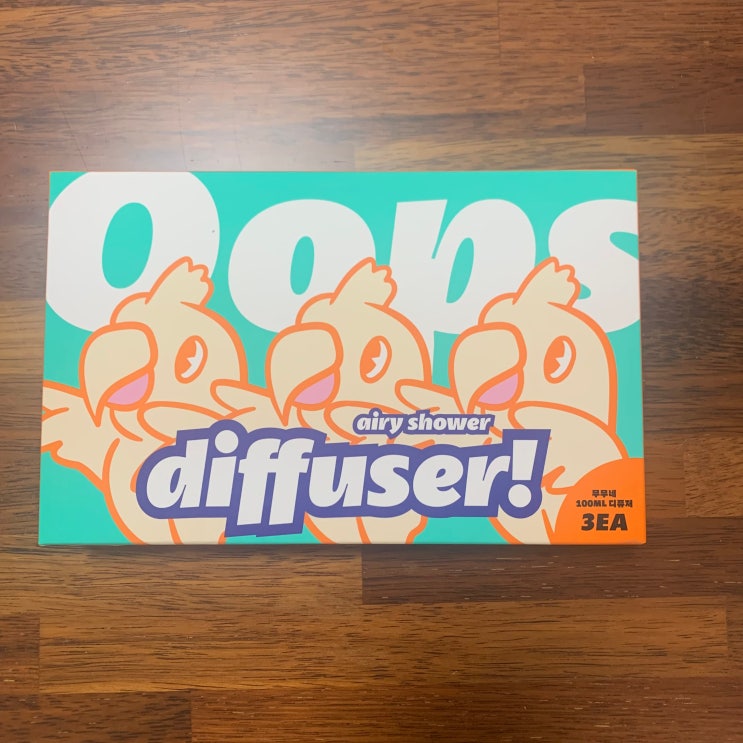 Oops
airy shower
diffuser!
무무네
100ML 디퓨저
3EA